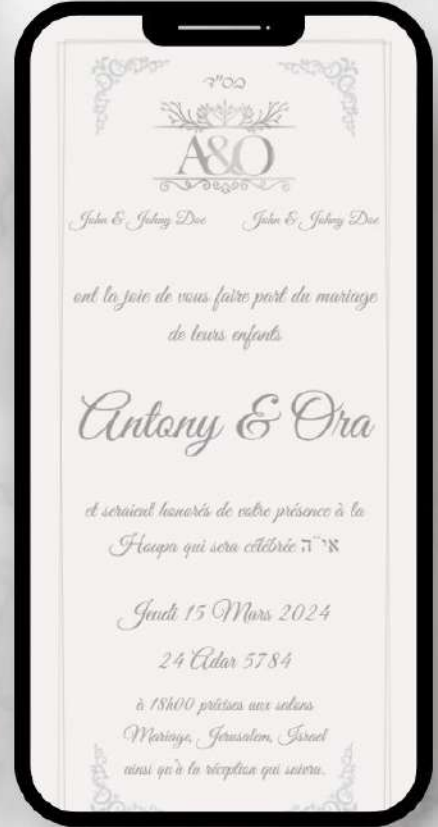 בס"ד
A&O
John & Johny Doe John & Johny Doe
ont la joie de vous faire part du mariage
de leurs enfants
Antony & Ora
et seraient honorés de votre présence à la
Houpa qui sera célébrée אי"ה
Jeudi 15 Mars 2024
24 Adar 5784
à 18h00 précises aux salons
Mariage, Jerusalem, Israel
ainsi qu'à la réception qui suivra.